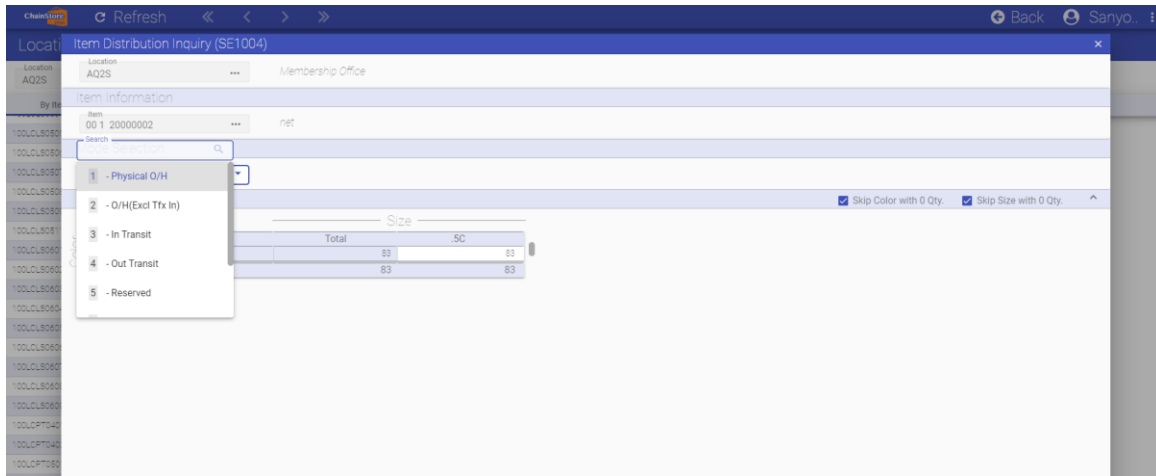 ChainStore Refresh Back Sanyo..
Locati Item Distribution Inquiry (SE1004)
Location
AQ2S
Location
AQ2S Membership Office
Item Information
By Ite
Item
00 1 20000002 net
Search
Mode Selection
1 - Physical O/H
2 - O/H(Excl Tfx In)
3 - In Transit
4 - Out Transit
5 - Reserved
Skip Color with 0 Qty. Skip Size with 0 Qty.
Size
Color
Total .5C
83 83
83 83